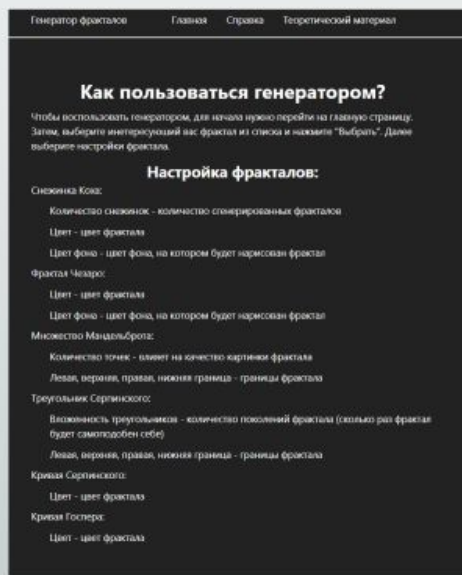 Генератор фракталов Главная Справка Теоретический материал
Как пользоваться генератором?
Чтобы воспользовать генератором, для начала нужно перейти на главную страницу.
Затем, выберите инетересующий вас фрактал из списка и нажмите "Выбрать". Далее
выберите настройки фрактала.
Настройка фракталов:
Снежинка Коха:
Количество снежинок - количество сгенерированных фракталов
Цвет - цвет фрактала
Цвет фона - цвет фона, на котором будет нарисован фрактал
Фрактал Чезаро:
Цвет - цвет фрактала
Цвет фона - цвет фона, на котором будет нарисован фрактал
Множество Мандельброта:
Количество точек - влияет на качество картинки фрактала
Левая, верхняя, правая, нижняя граница - границы фрактала
Треугольник Серпинского:
Вложенность треугольников - количество поколений фрактала (сколько раз фрактал
будет самоподобен себе)
Левая, верхняя, правая, нижняя граница - границы фрактала
Кривая Серпинского:
Цвет - цвет фрактала
Кривая Госпера:
Цвет - цвет фрактала